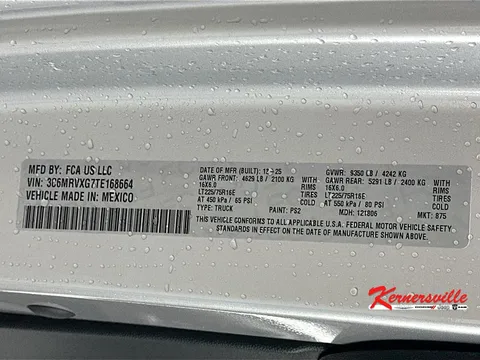 MFD BY: FCA US LLC
VIN: 3C6MRVXG7TE168664
VEHICLE MADE IN: MEXICO
DATE OF MFR (BUILT): 12-25
GAWR FRONT: 4629 LB / 2100 KG
16X6.0 RIMS
LT225/75R16E TIRES
AT 450 kPa / 65 PSI COLD
TYPE: TRUCK PAINT: PS2
GVWR: 9350 LB / 4242 KG
GAWR REAR: 5291 LB / 2400 KG
16X6.0 RIMS
LT225/75R16E TIRES
AT 550 kPa / 80 PSI COLD
MDH: 121806 MKT: 875
THIS VEHICLE CONFORMS TO ALL APPLICABLE U.S.A. FEDERAL MOTOR VEHICLE SAFETY
STANDARDS IN EFFECT ON THE DATE OF MANUFACTURE SHOWN ABOVE.
Kernersville
Jeep